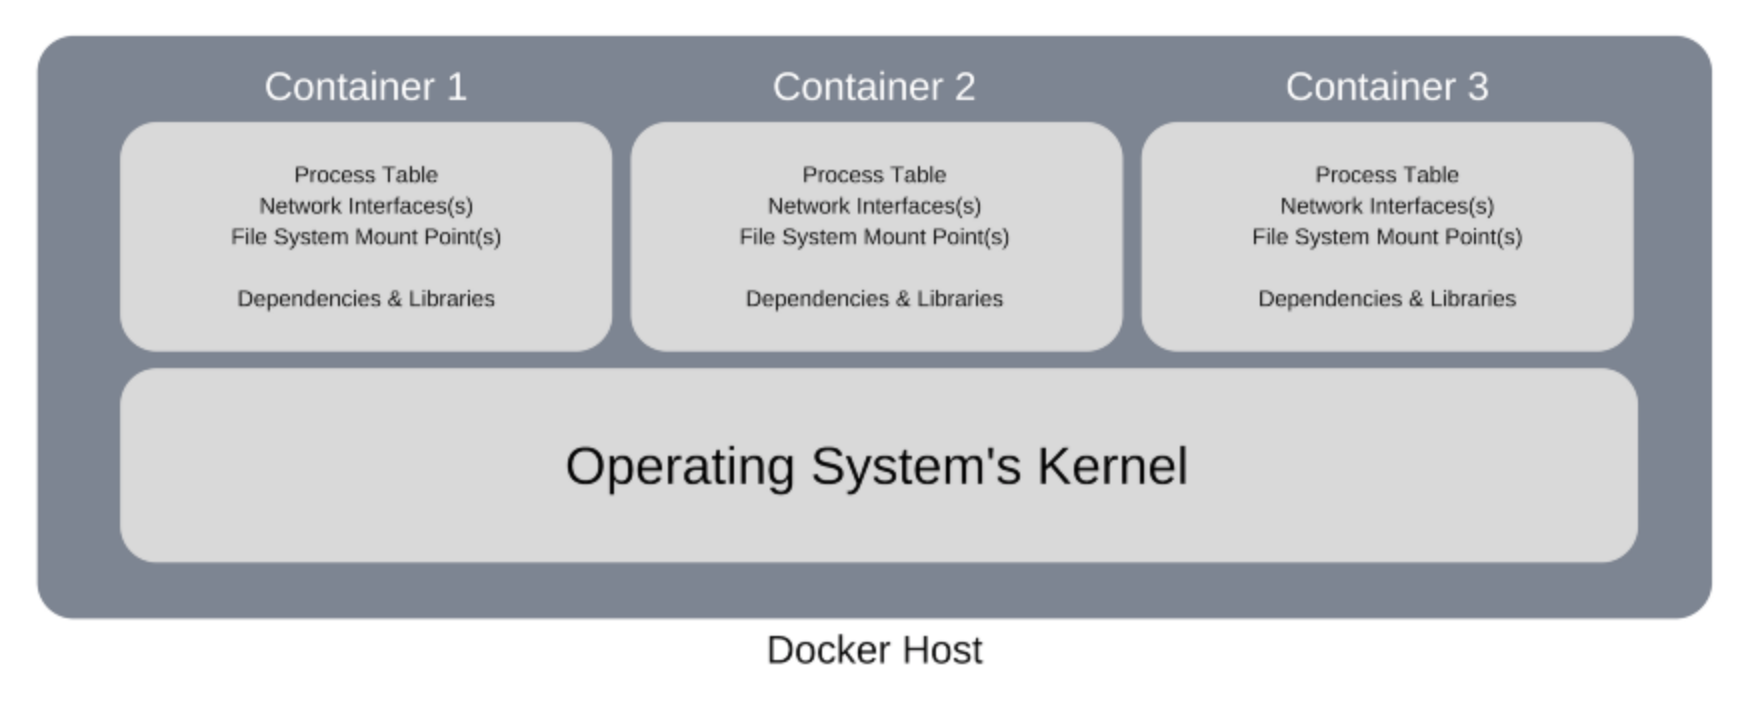 Container 1
Process Table
Network Interfaces(s)
File System Mount Point(s)
Dependencies & Libraries
Container 2
Process Table
Network Interfaces(s)
File System Mount Point(s)
Dependencies & Libraries
Container 3
Process Table
Network Interfaces(s)
File System Mount Point(s)
Dependencies & Libraries
Operating System's Kernel
Docker Host